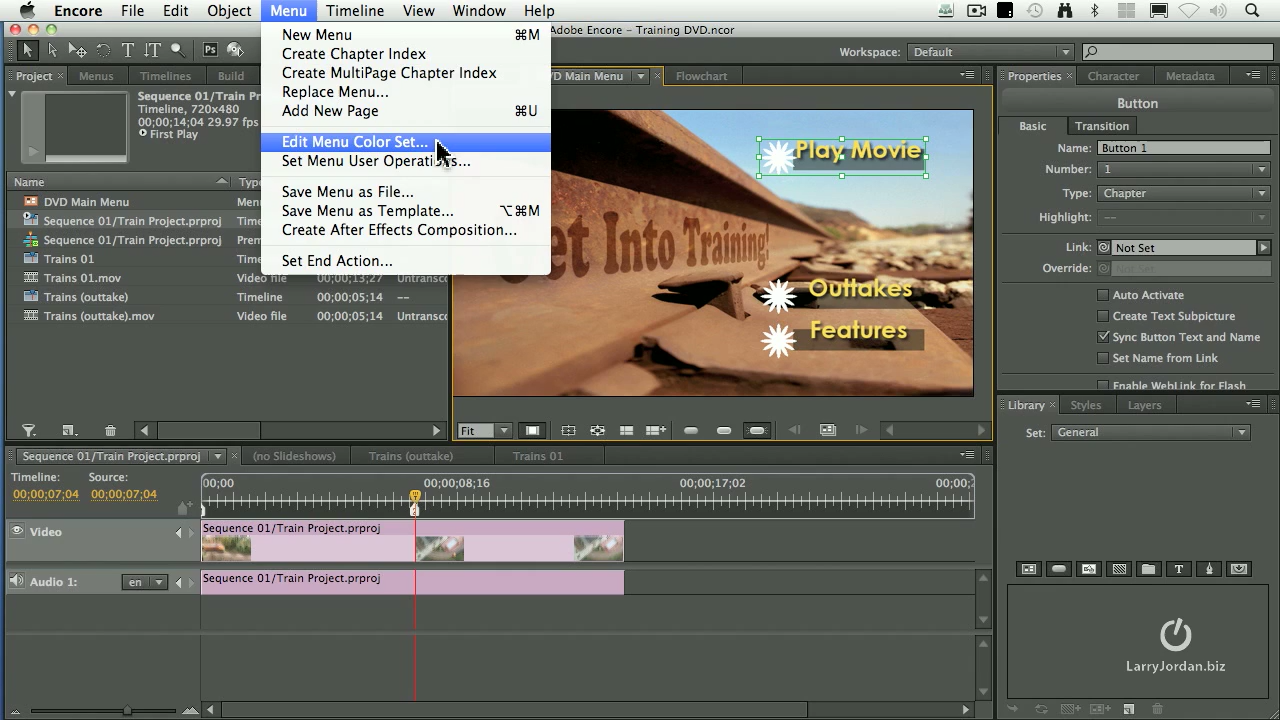 Encore File Edit Object Menu Timeline View Window Help
Adobe Encore – Training DVD.ncor
Workspace: Default
New Menu ⌘M
Create Chapter Index
Create MultiPage Chapter Index
Replace Menu...
Add New Page ⌘U
Edit Menu Color Set...
Set Menu User Operations...
Save Menu as File...
Save Menu as Template... ⌥⌘M
Create After Effects Composition...
Set End Action...
Project Menus Timelines Build
Sequence 01/Train Pr
Timeline, 720x480
00;00;14;04 29.97 fps
First Play
Name Type
DVD Main Menu Menu
Sequence 01/Train Project.prproj
Sequence 01/Train Project.prproj
Trains 01
Trains 01.mov Video file 00;00;13;27 Untransco
Trains (outtake) Timeline 00;00;05;14 --
Trains (outtake).mov Video file 00;00;05;14 Untransco
DVD Main Menu Flowchart
Play Movie
Get Into Training!
Outtakes
Features
Fit
Properties Character Metadata
Button
Basic Transition
Name: Button 1
Number: 1
Type: Chapter
Highlight: --
Link: Not Set
Override: Not Set
Auto Activate
Create Text Subpicture
Sync Button Text and Name
Set Name from Link
Enable WebLink for Flash
Library Styles Layers
Set: General
Sequence 01/Train Project.prproj (no Slideshows) Trains (outtake) Trains 01
Timeline: Source:
00;00;07;04 00;00;07;04
00;00 00;00;08;16 00;00;17;02 00;00;2
Video
Sequence 01/Train Project.prproj
Audio 1: en
Sequence 01/Train Project.prproj
LarryJordan.biz